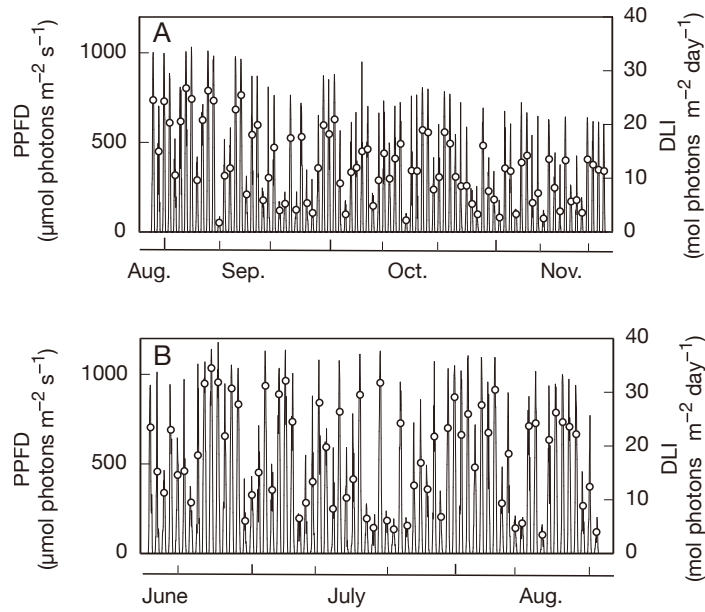 A
1000
500
0
PPFD
(μmol photons m−2 s−1)
40
30
20
10
0
DLI
(mol photons m−2 day−1)
Aug. Sep. Oct. Nov.
B
1000
500
0
PPFD
(μmol photons m−2 s−1)
40
30
20
10
0
DLI
(mol photons m−2 day−1)
June July Aug.